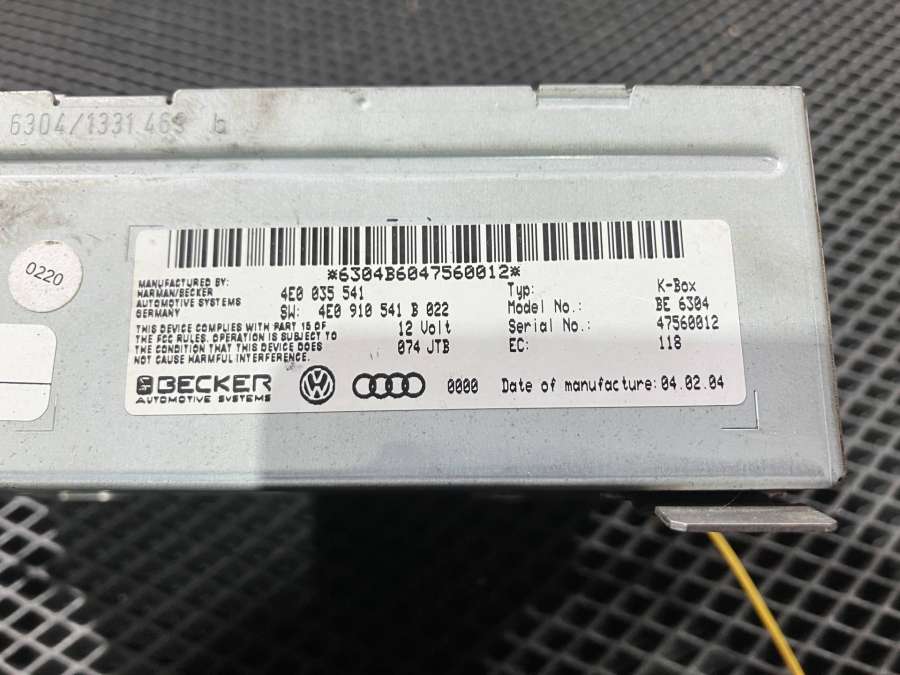 6304/1331 463 b
0220
*6304B6047560012*
MANUFACTURED BY:
HARMAN/BECKER
AUTOMOTIVE SYSTEMS
GERMANY
4E0 035 541
SW: 4E0 910 541 B 022
THIS DEVICE COMPLIES WITH PART 15 OF
THE FCC RULES. OPERATION IS SUBJECT TO
THE CONDITION THAT THIS DEVICE DOES
NOT CAUSE HARMFUL INTERFERENCE.
12 Volt
074 JTB
Typ: K-Box
Model No.: BE 6304
Serial No.: 47560012
EC: 118
BECKER
AUTOMOTIVE SYSTEMS
0000 Date of manufacture: 04.02.04